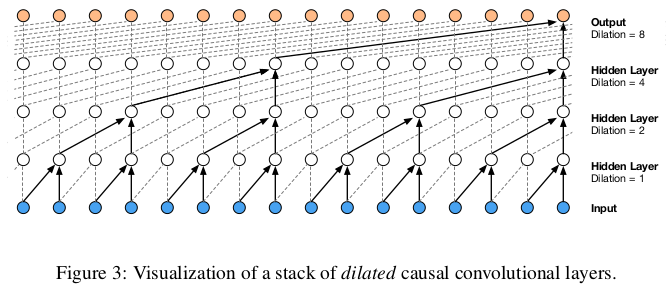 Output
Dilation = 8
Hidden Layer
Dilation = 4
Hidden Layer
Dilation = 2
Hidden Layer
Dilation = 1
Input
Figure 3: Visualization of a stack of dilated causal convolutional layers.